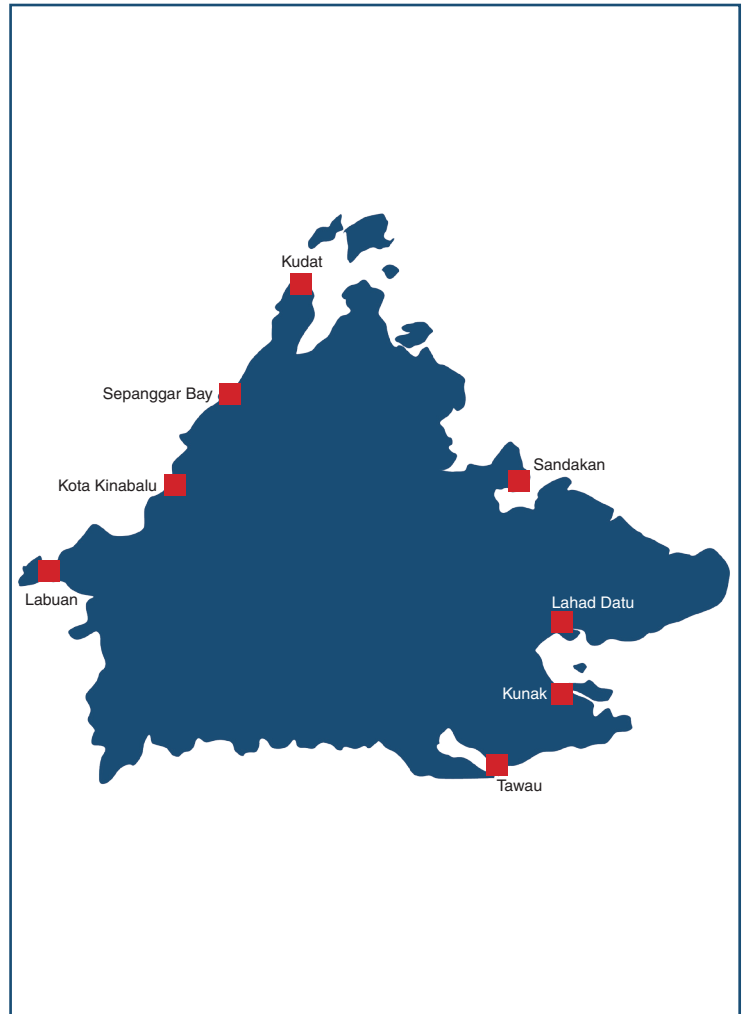 Kudat
Sepanggar Bay
Sandakan
Kota Kinabalu
Labuan
Lahad Datu
Kunak
Tawau